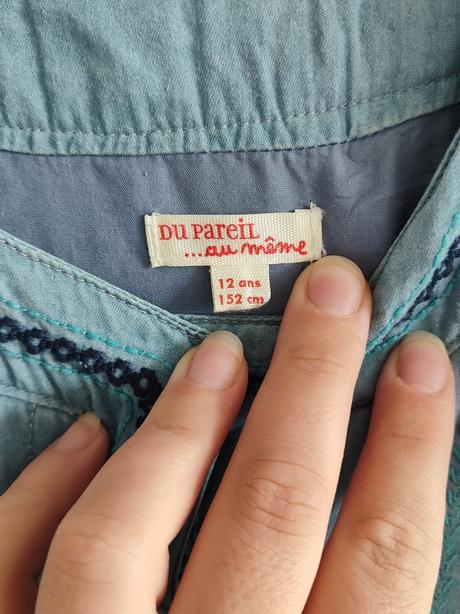 DU PAREIL
...au même
12 ans
152 cm